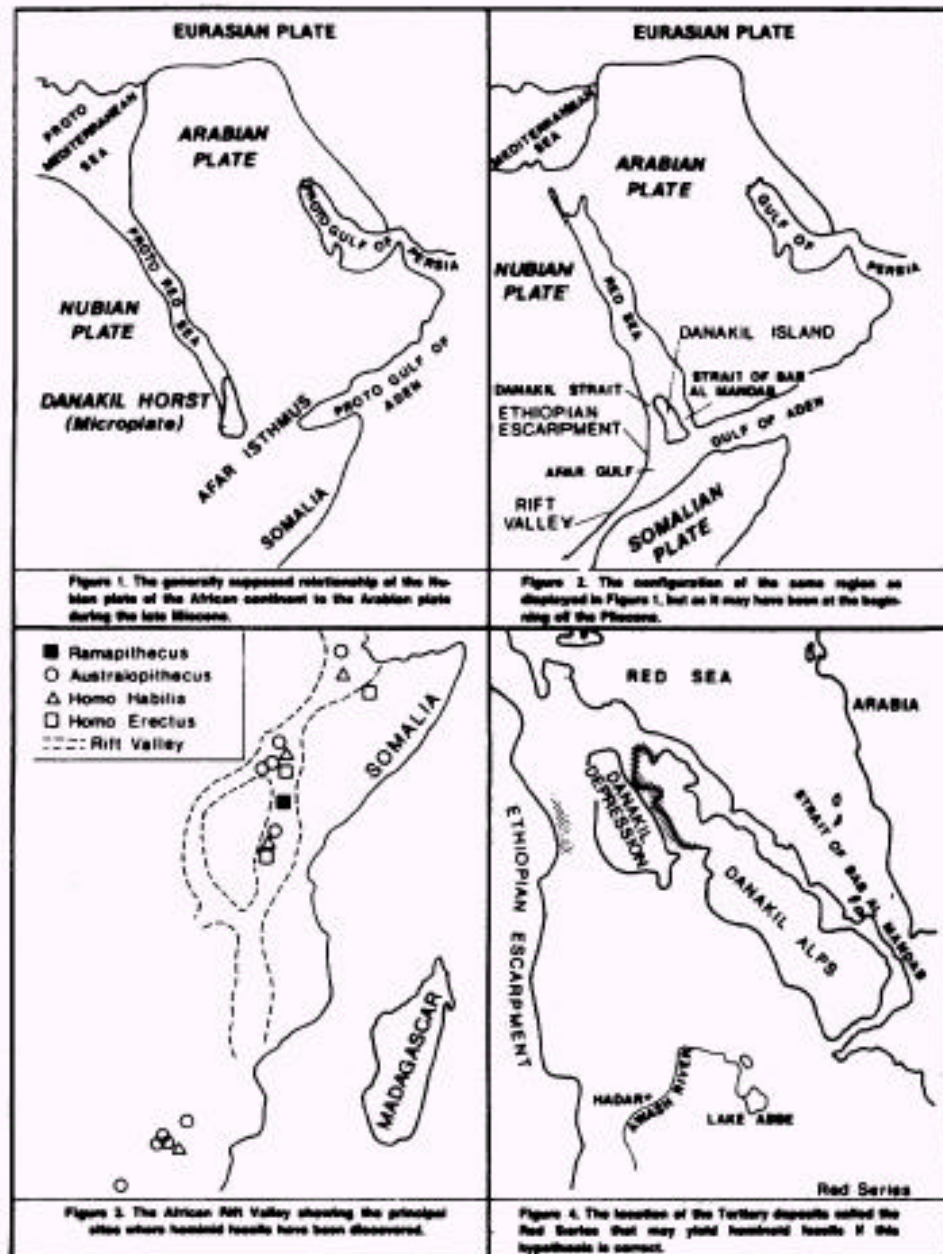 EURASIAN PLATE
PROTO
MEDITERRANEAN
SEA
ARABIAN
PLATE
PROTO GULF OF
PERSIA
PROTO RED SEA
NUBIAN
PLATE
DANAKIL HORST
(Microplate)
AFAR ISTHMUS
PROTO GULF OF
ADEN
SOMALIA
Figure 1. The generally supposed relationship of the Nu-
bian plate of the African continent to the Arabian plate
during the late Miocene.
EURASIAN PLATE
MEDITERRANEAN
SEA
ARABIAN
PLATE
GULF OF
PERSIA
NUBIAN
PLATE
RED SEA
DANAKIL ISLAND
STRAIT OF BAB
AL MANDAB
DANAKIL STRAIT
ETHIOPIAN
ESCARPMENT
GULF OF ADEN
AFAR GULF
RIFT
VALLEY
SOMALIAN
PLATE
Figure 2. The configuration of the same region as
displayed in Figure 1, but as it may have been at the begin-
ning of the Pliocene.
Ramapithecus
Australopithecus
Homo Habilia
Homo Erectus
Rift Valley
SOMALIA
MADAGASCAR
Figure 3. The African Rift Valley showing the principal
sites where hominid fossils have been discovered.
RED SEA
ARABIA
DANAKIL
DEPRESSION
STRAIT OF BAB AL MANDAB
ETHIOPIAN ESCARPMENT
DANAKIL ALPS
HADAR
AWASH RIVER
LAKE ABBE
Red Series
Figure 4. The location of the Tertiary deposits called the
Red Series that may yield hominoid fossils if this
hypothesis is correct.